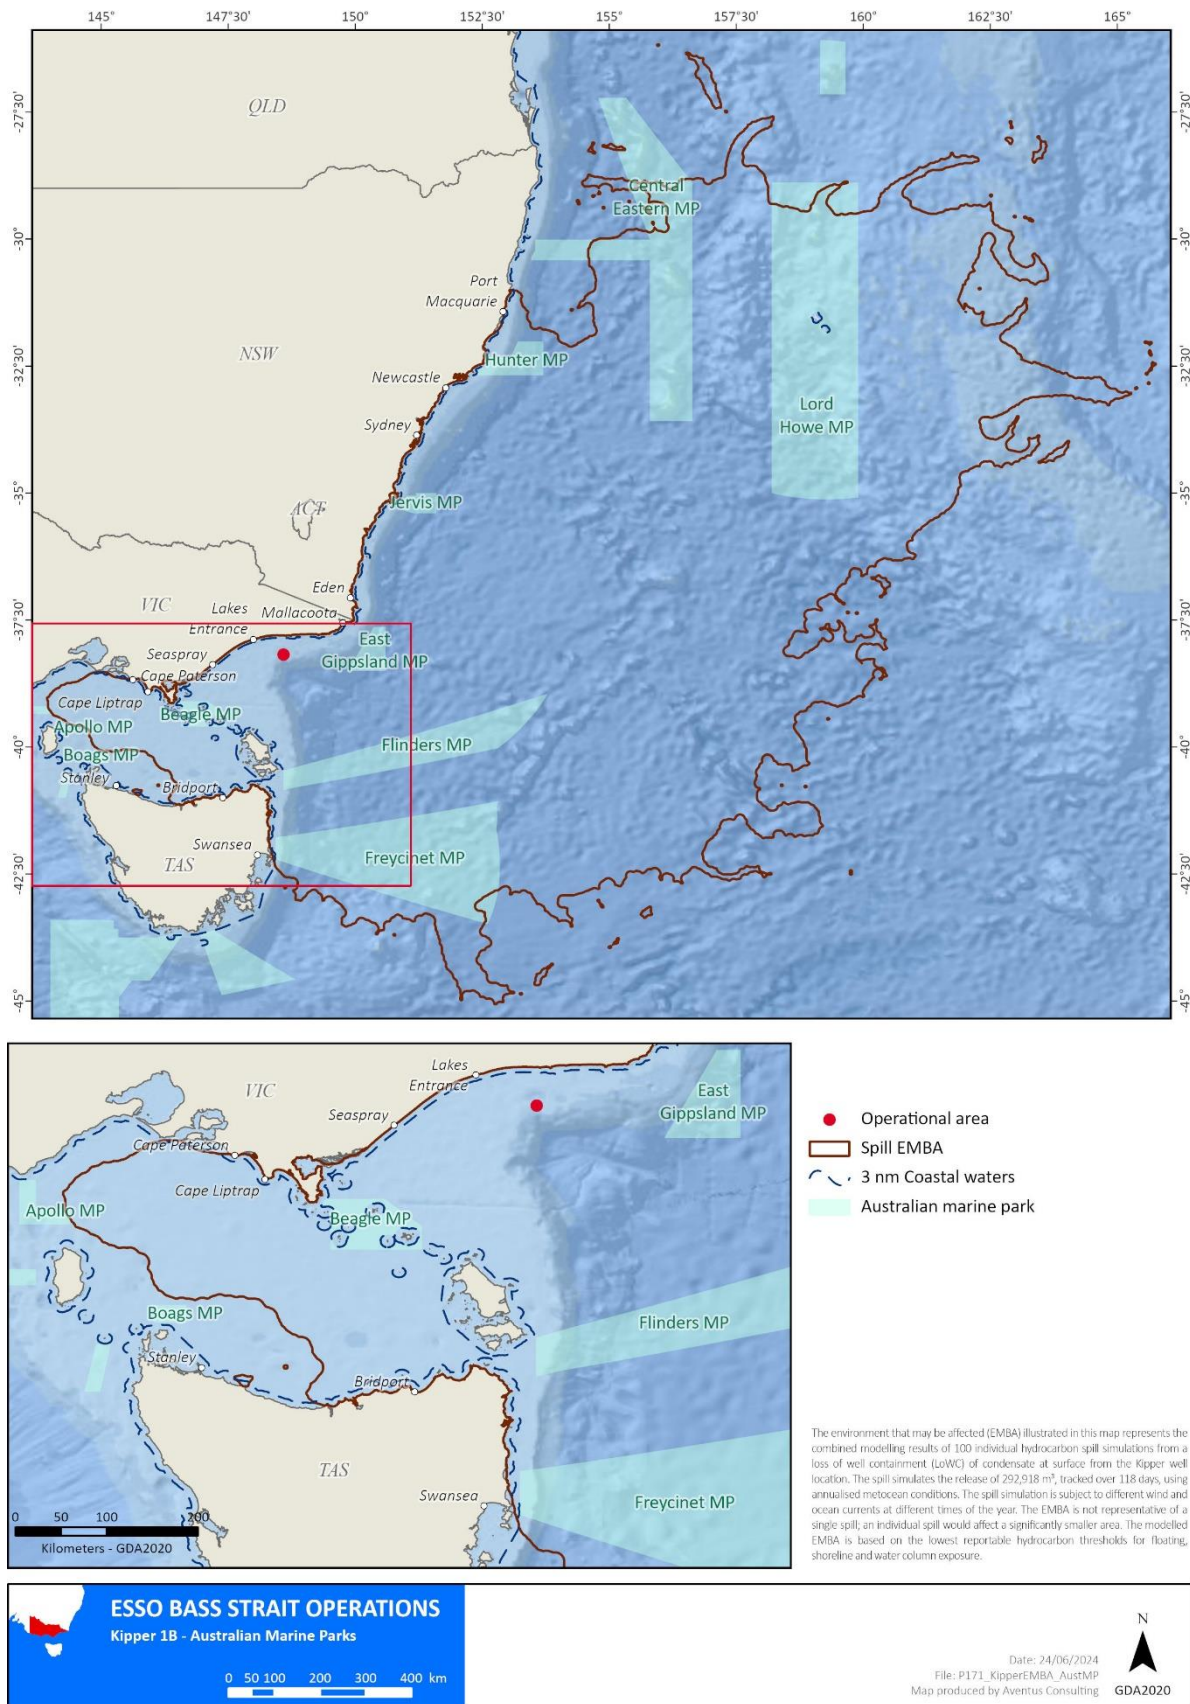 145°
147°30'
150°
152°30'
155°
157°30'
160°
162°30'
165°
-27°30'
-30°
-32°30'
-35°
-37°30'
-40°
-42°30'
-45°
-27°30'
-30°
-32°30'
-35°
-37°30'
-40°
-42°30'
-45°
QLD
Central
Eastern MP
Port
Macquarie
NSW
Hunter MP
Newcastle
Lord
Howe MP
Sydney
Jervis MP
ACT
Eden
VIC
Lakes
Entrance
Mallacoota
East
Gippsland MP
Seaspray
Cape Paterson
Cape Liptrap
Beagle MP
Apollo MP
Flinders MP
Boags MP
Stanley
Bridport
Swansea
TAS
Freycinet MP
VIC
Lakes
Entrance
East
Gippsland MP
Seaspray
Cape Paterson
Cape Liptrap
Apollo MP
Beagle MP
Boags MP
Flinders MP
Stanley
Bridport
TAS
Swansea
Freycinet MP
0 50 100 200
Kilometers - GDA2020
Operational area
Spill EMBA
3 nm Coastal waters
Australian marine park
The environment that may be affected (EMBA) illustrated in this map represents the
combined modelling results of 100 individual hydrocarbon spill simulations from a
loss of well containment (LoWC) of condensate at surface from the Kipper well
location. The spill simulates the release of 292,918 m³, tracked over 118 days, using
annualised metocean conditions. The spill simulation is subject to different wind and
ocean currents at different times of the year. The EMBA is not representative of a
single spill; an individual spill would affect a significantly smaller area. The modelled
EMBA is based on the lowest reportable hydrocarbon thresholds for floating,
shoreline and water column exposure.
ESSO BASS STRAIT OPERATIONS
Kipper 1B - Australian Marine Parks
0 50 100 200 300 400 km
Date: 24/06/2024
File: P171_KipperEMBA_AustMP
Map produced by Aventus Consulting
N
GDA2020